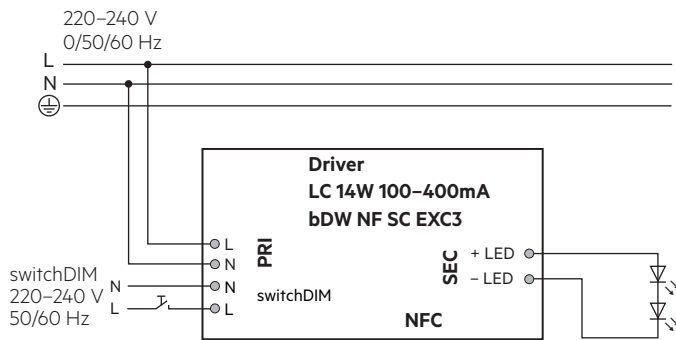 220–240 V
0/50/60 Hz
L
N
Driver
LC 14W 100–400mA
bDW NF SC EXC3
PRI
L
N
N
L
switchDIM
SEC
+ LED
– LED
NFC
switchDIM
220–240 V
50/60 Hz
N
L